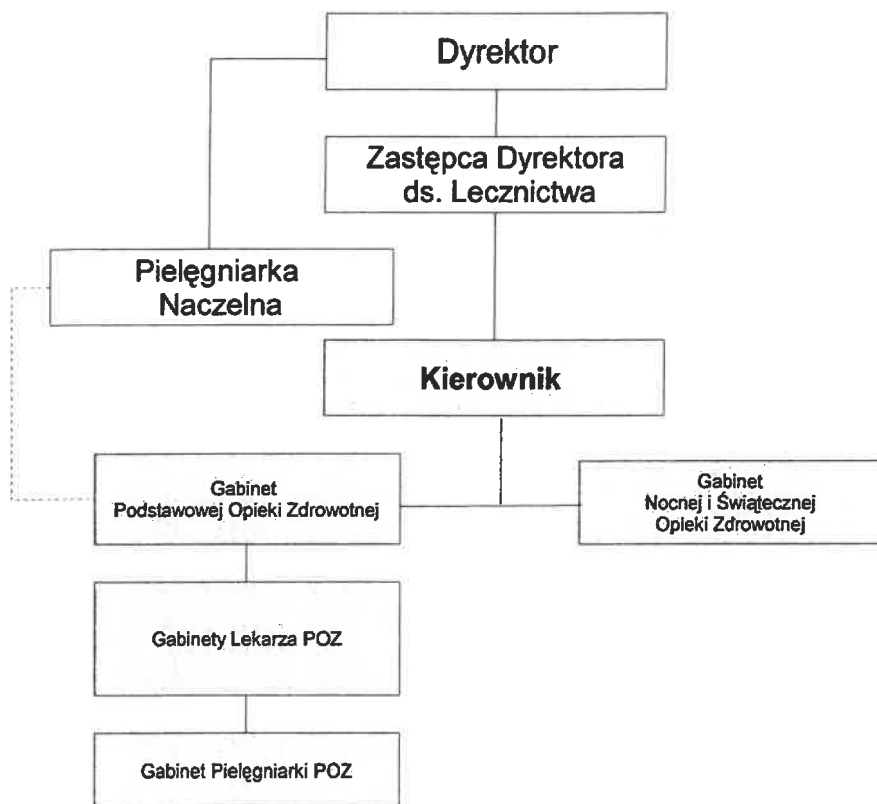 Dyrektor
Zastępca Dyrektora
ds. Lecznictwa
Pielęgniarka
Naczelna
Kierownik
Gabinet
Podstawowej Opieki Zdrowotnej
Gabinet
Nocnej i Świątecznej
Opieki Zdrowotnej
Gabinety Lekarza POZ
Gabinet Pielęgniarki POZ